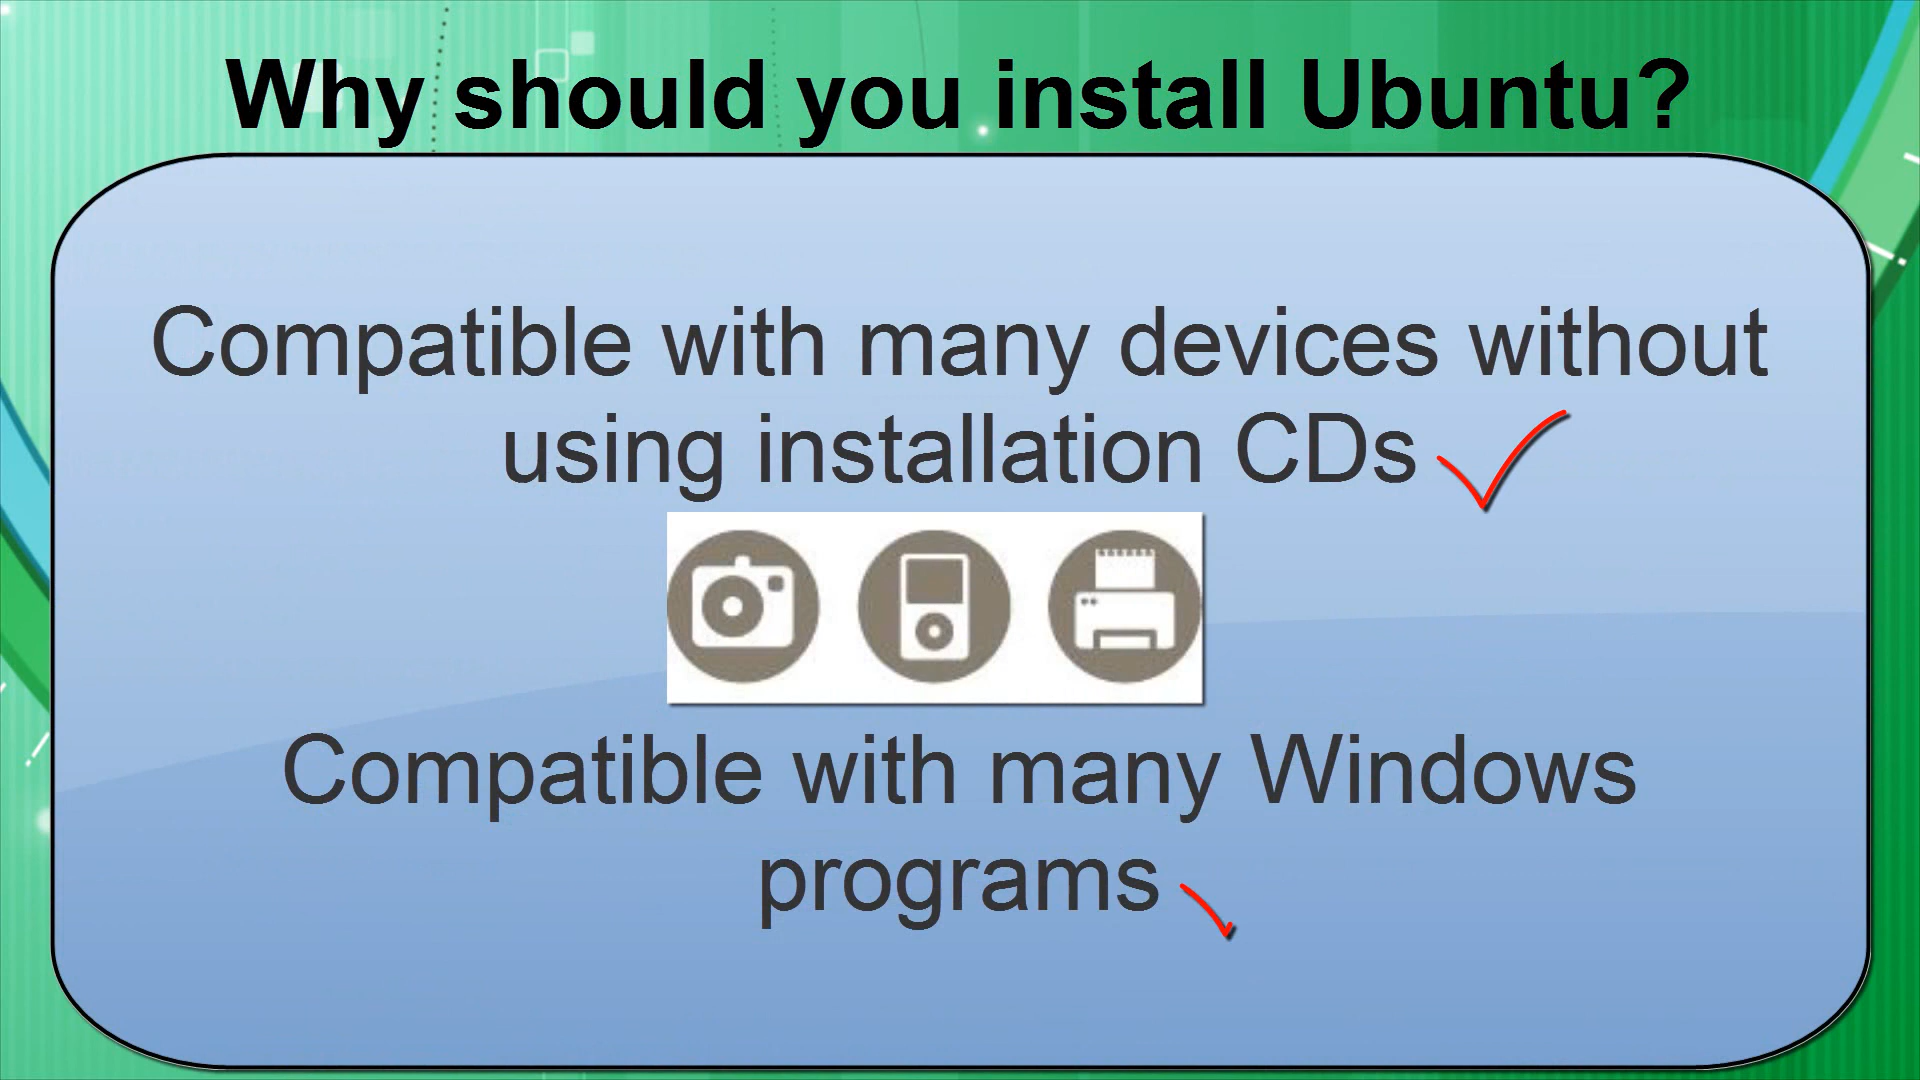 Why should you install Ubuntu?
Compatible with many devices without
using installation CDs
Compatible with many Windows
programs